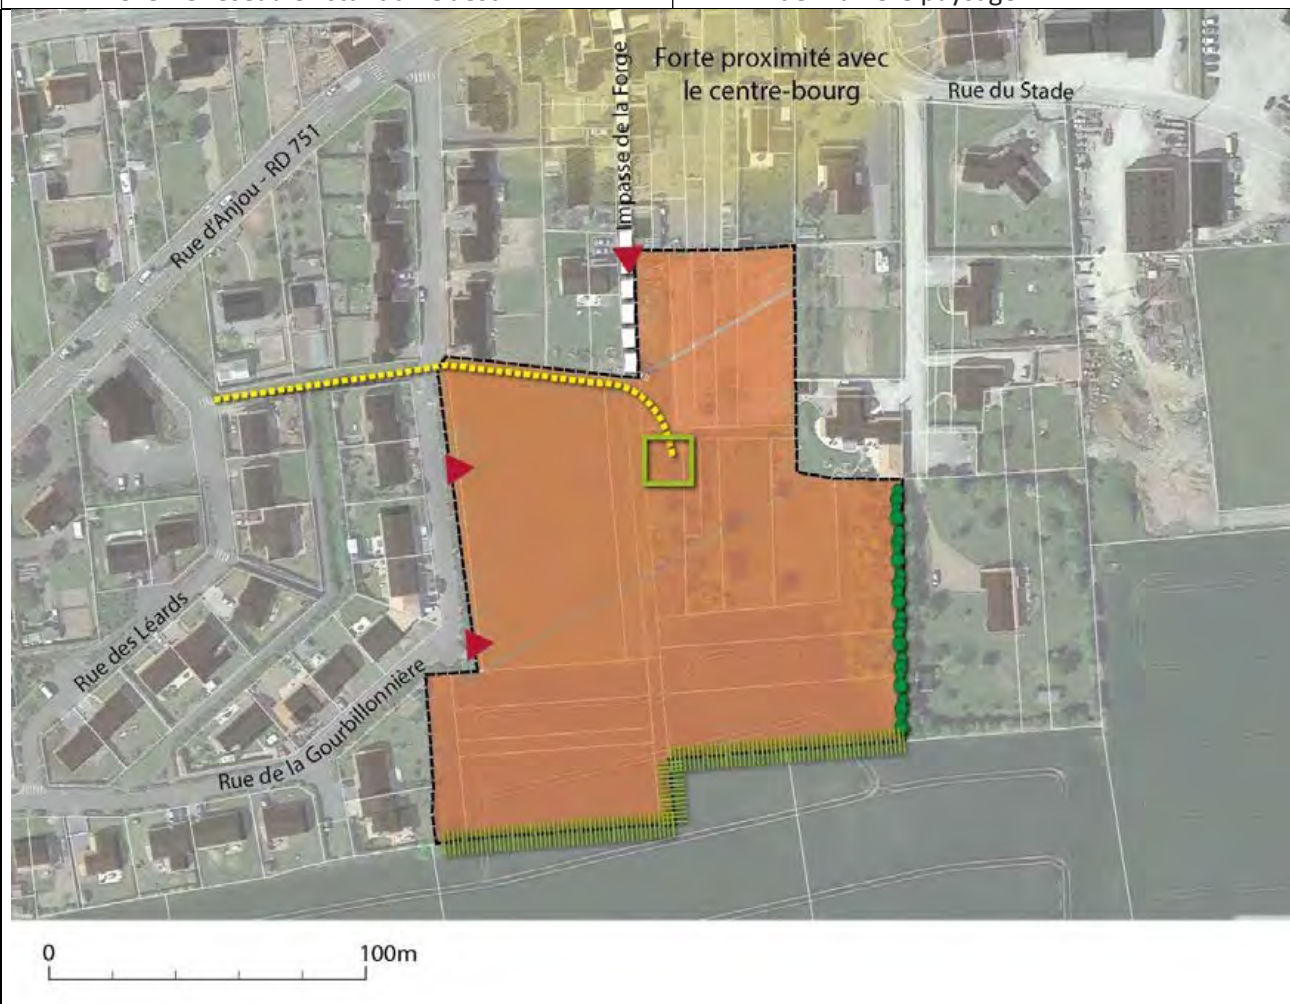 Forte proximité avec
le centre-bourg
Impasse de la Forge
Rue du Stade
Rue d'Anjou - RD 751
Rue des Léards
Rue de la Gourbillonnière
0 100m